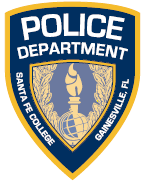 POLICE
DEPARTMENT
SANTA FE COLLEGE
GAINESVILLE, FL